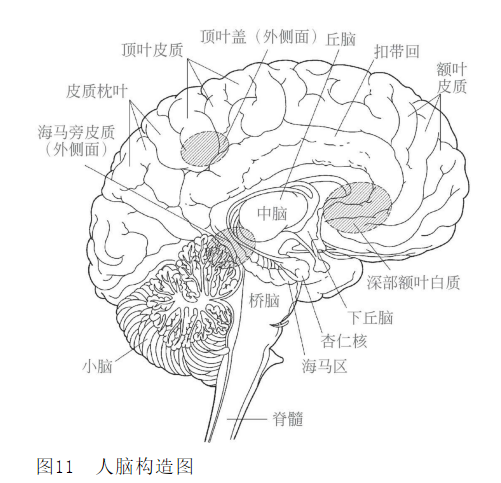 顶叶皮质
顶叶盖（外侧面）
丘脑
扣带回
额叶
皮质
皮质枕叶
海马旁皮质
（外侧面）
中脑
深部额叶白质
桥脑
下丘脑
杏仁核
小脑
海马区
脊髓
图11 人脑构造图